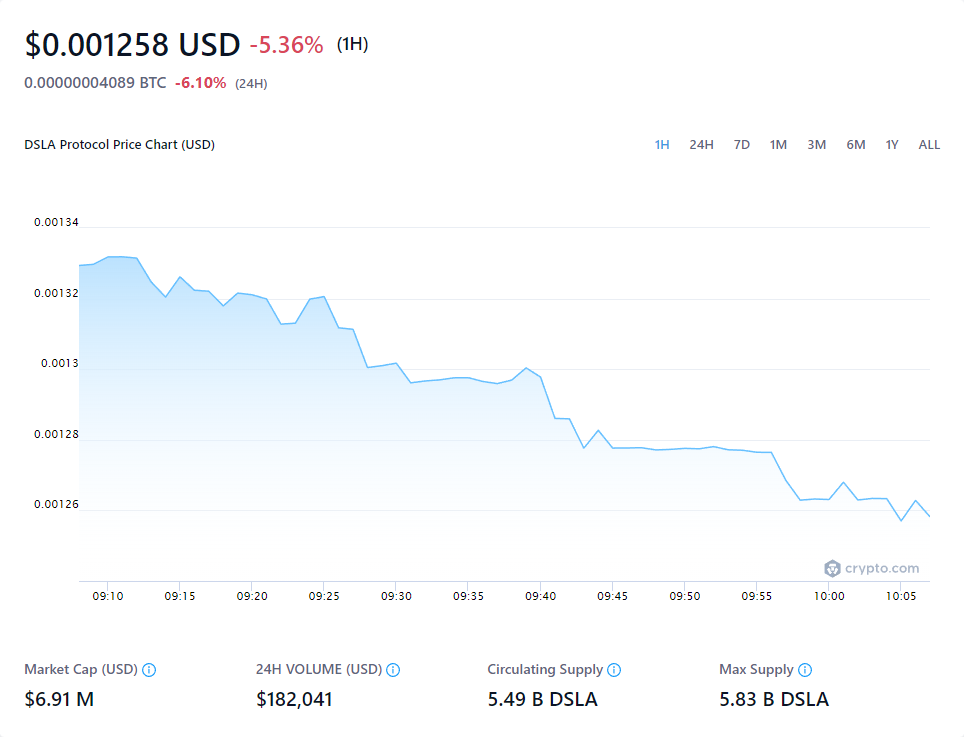 $0.001258 USD -5.36% (1H)
0.00000004089 BTC -6.10% (24H)
DSLA Protocol Price Chart (USD) 1H 24H 7D 1M 3M 6M 1Y ALL
0.00134
0.00132
0.0013
0.00128
0.00126
crypto.com
09:10 09:15 09:20 09:25 09:30 09:35 09:40 09:45 09:50 09:55 10:00 10:05
Market Cap (USD) 24H VOLUME (USD) Circulating Supply Max Supply
$6.91 M $182,041 5.49 B DSLA 5.83 B DSLA